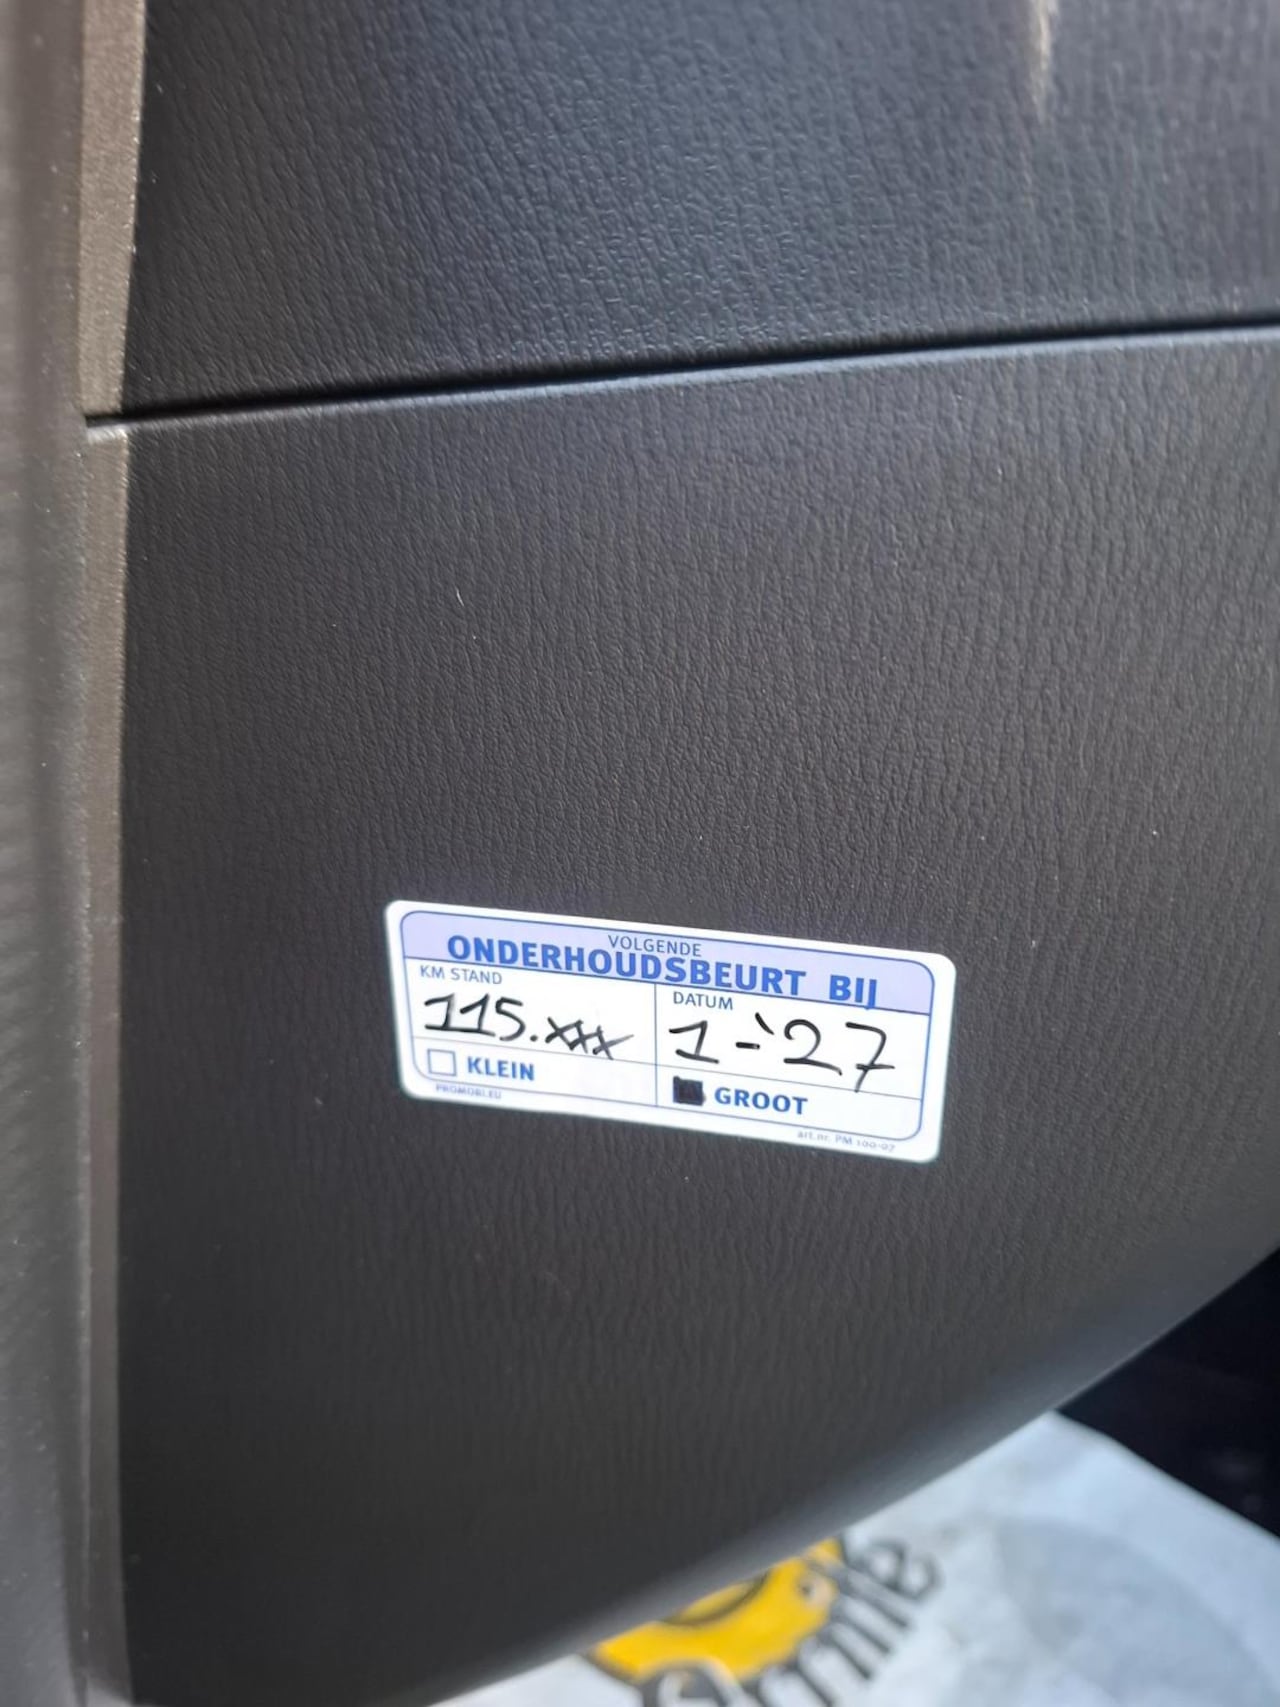 VOLGENDE
ONDERHOUDSBEURT BIJ
KM STAND
DATUM
115.xxx
1-'27
KLEIN
GROOT
PROMOBLEU
art.nr. PM 100-07